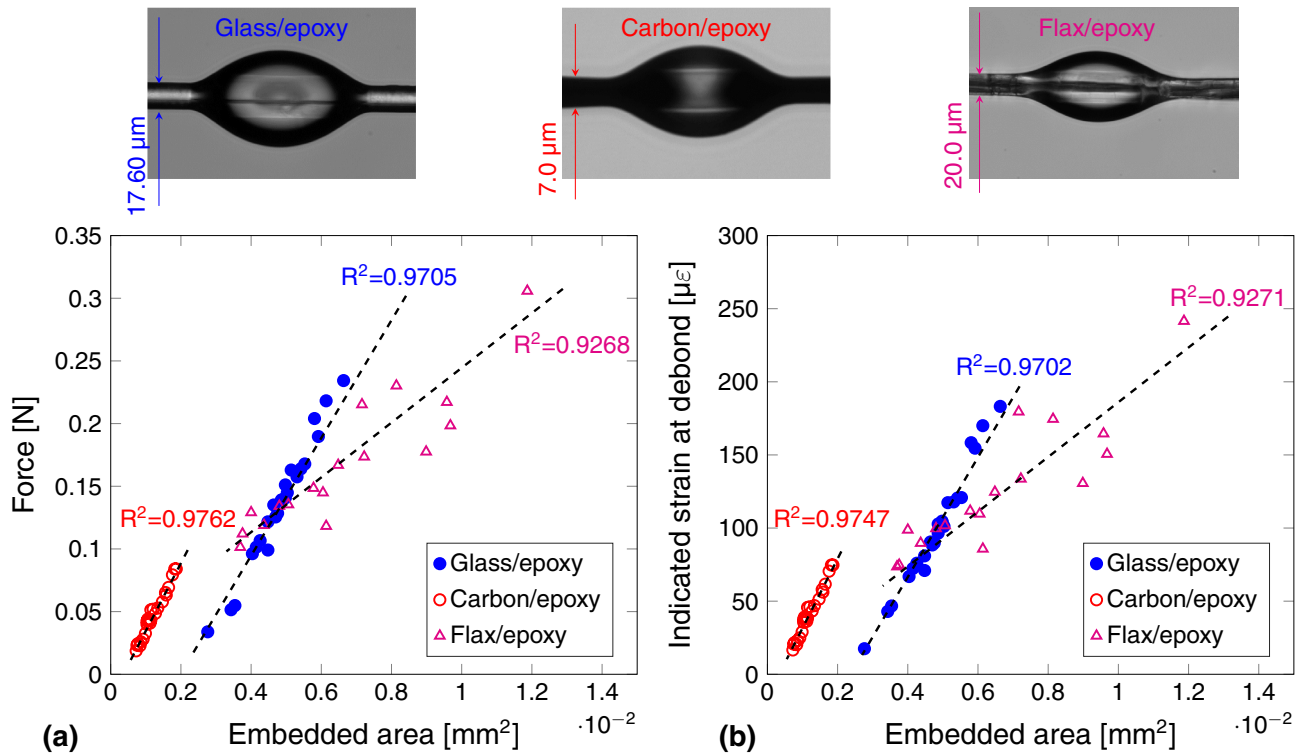 Glass/epoxy
Carbon/epoxy
Flax/epoxy
17.60 µm
7.0 µm
20.0 µm
Force [N]
0.35
0.3
0.25
0.2
0.15
0.1
0.05
0
R²=0.9705
R²=0.9268
R²=0.9762
Glass/epoxy
Carbon/epoxy
Flax/epoxy
0 0.2 0.4 0.6 0.8 1 1.2 1.4
·10⁻²
(a) Embedded area [mm²]
Indicated strain at debond [µε]
300
250
200
150
100
50
0
R²=0.9271
R²=0.9702
R²=0.9747
Glass/epoxy
Carbon/epoxy
Flax/epoxy
0 0.2 0.4 0.6 0.8 1 1.2 1.4
·10⁻²
(b) Embedded area [mm²]